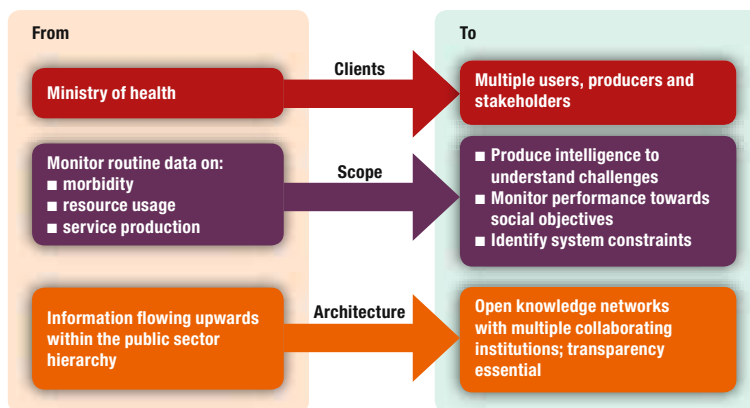 From
To
Clients
Ministry of health
Multiple users, producers and
stakeholders
Scope
Monitor routine data on:
■ morbidity
■ resource usage
■ service production
■ Produce intelligence to
understand challenges
■ Monitor performance towards
social objectives
■ Identify system constraints
Architecture
Information flowing upwards
within the public sector
hierarchy
Open knowledge networks
with multiple collaborating
institutions; transparency
essential